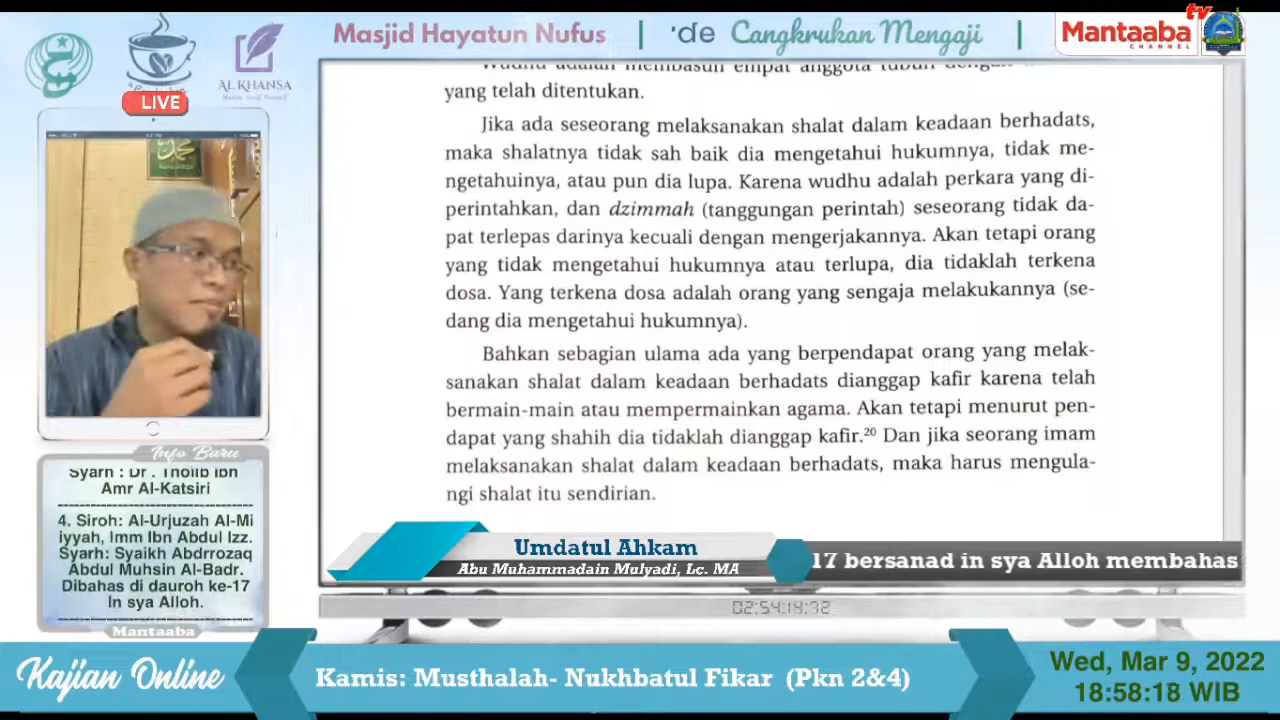 Masjid Hayatun Nufus | 'de Cangkrukan Mengaji |
tv
Mantaaba
CHANNEL
AL KHANSA
LIVE
Wudhu adalah membasuh empat anggota tubuh dengan
yang telah ditentukan.
Jika ada seseorang melaksanakan shalat dalam keadaan berhadats,
maka shalatnya tidak sah baik dia mengetahui hukumnya, tidak me-
ngetahuinya, atau pun dia lupa. Karena wudhu adalah perkara yang di-
perintahkan, dan dzimmah (tanggungan perintah) seseorang tidak da-
pat terlepas darinya kecuali dengan mengerjakannya. Akan tetapi orang
yang tidak mengetahui hukumnya atau terlupa, dia tidaklah terkena
dosa. Yang terkena dosa adalah orang yang sengaja melakukannya (se-
dang dia mengetahui hukumnya).
Bahkan sebagian ulama ada yang berpendapat orang yang melak-
sanakan shalat dalam keadaan berhadats dianggap kafir karena telah
bermain-main atau mempermainkan agama. Akan tetapi menurut pen-
dapat yang shahih dia tidaklah dianggap kafir.²⁰ Dan jika seorang imam
melaksanakan shalat dalam keadaan berhadats, maka harus mengula-
ngi shalat itu sendirian.
Info Baru
Syarh : Dr . Tholib Ibn
Amr Al-Katsiri
4. Siroh: Al-Urjuzah Al-Mi
iyyah, Imm Ibn Abdul Izz.
Syarh: Syaikh Abdrrozaq
Abdul Muhsin Al-Badr.
Dibahas di dauroh ke-17
In sya Alloh.
Mantaaba
Umdatul Ahkam
Abu Muhammadain Mulyadi, Lc. MA
17 bersanad in sya Alloh membahas
02:54:19:32
Kajian Online
Kamis: Musthalah- Nukhbatul Fikar (Pkn 2&4)
Wed, Mar 9, 2022
18:58:18 WIB